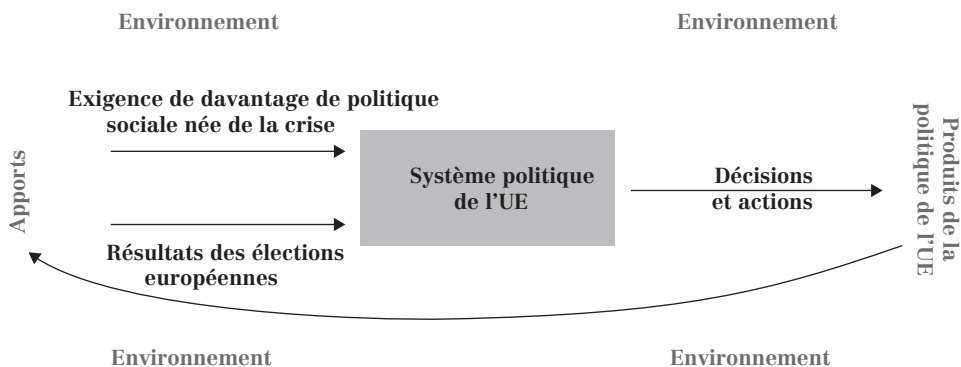 Environnement
Environnement
Exigence de davantage de politique
sociale née de la crise
Apports
Système politique
de l'UE
Décisions
et actions
Produits de la
politique de l'UE
Résultats des élections
européennes
Environnement
Environnement